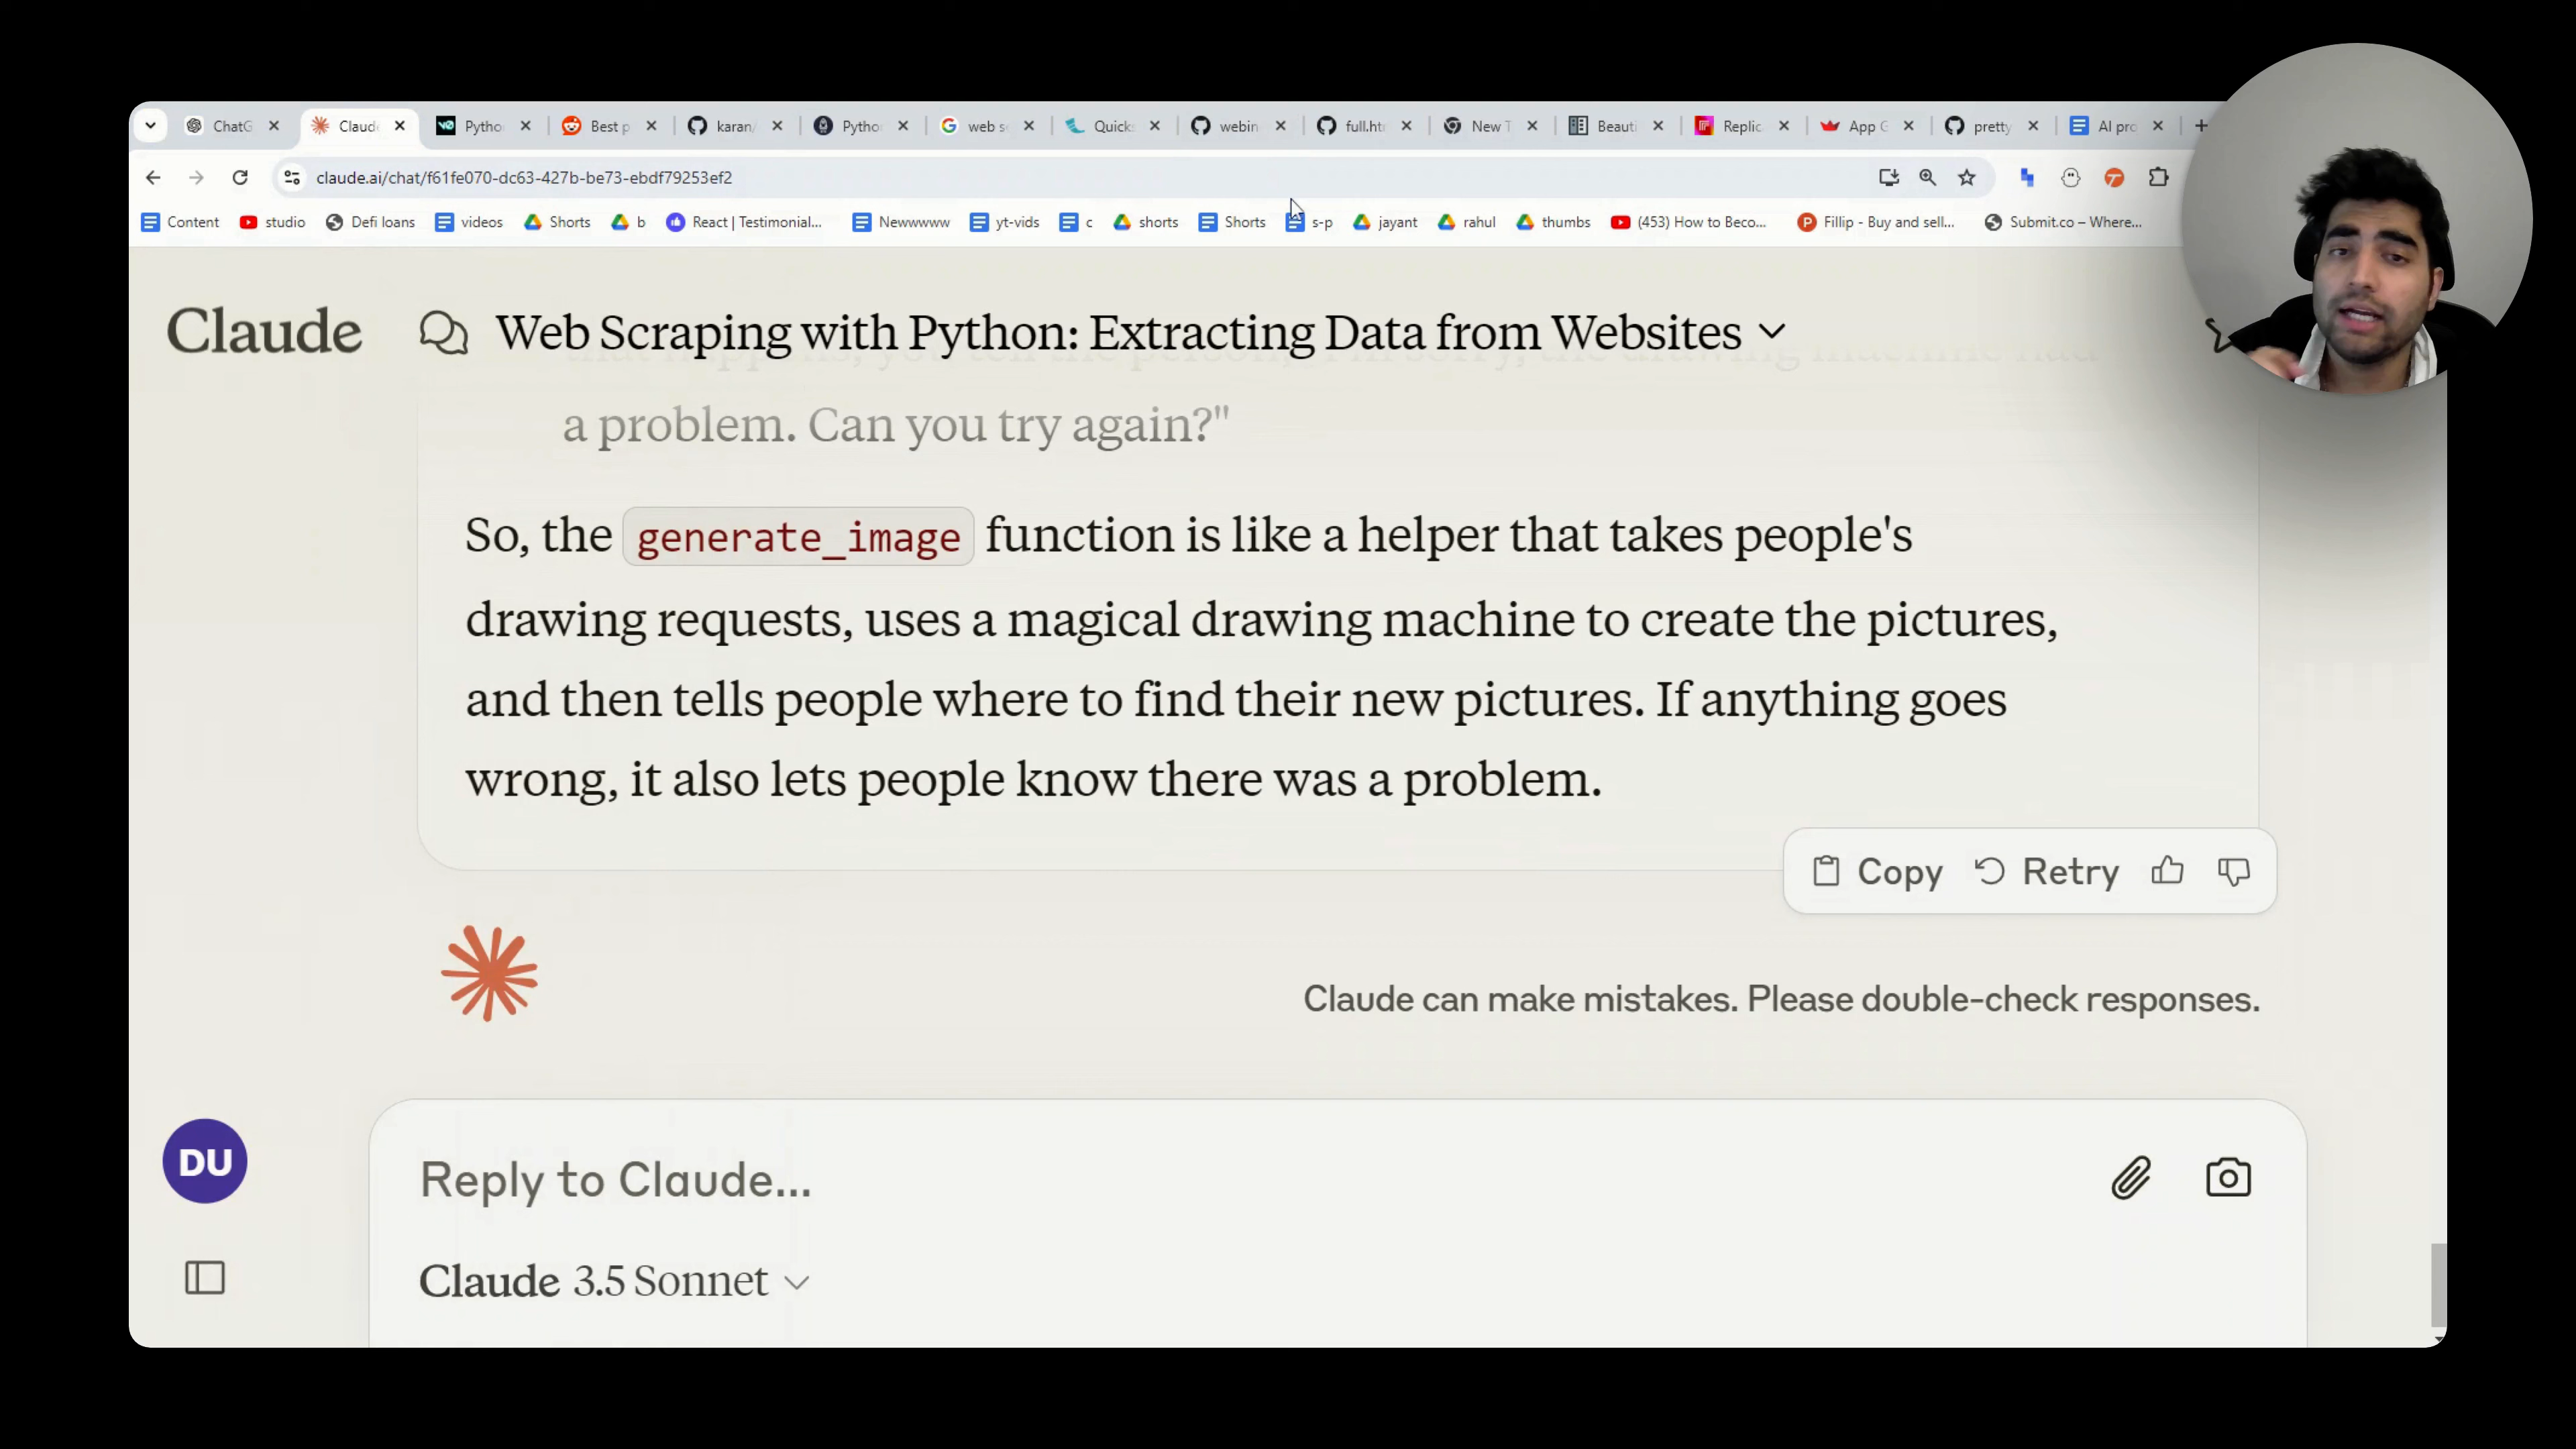 ChatG
Claud
Pytho
Best p
karan/
Pytho
web s
Quick
webin
full.ht
New T
Beauti
Replic
App G
pretty
AI pro
claude.ai/chat/f61fe070-dc63-427b-be73-ebdf79253ef2
Content studio Defi loans videos Shorts b React | Testimonial... Newwwww yt-vids c shorts Shorts s-p jayant rahul thumbs (453) How to Beco... Fillip - Buy and sell... Submit.co – Where...
Claude
Web Scraping with Python: Extracting Data from Websites
a problem. Can you try again?"
So, the generate_image function is like a helper that takes people's
drawing requests, uses a magical drawing machine to create the pictures,
and then tells people where to find their new pictures. If anything goes
wrong, it also lets people know there was a problem.
Copy Retry
Claude can make mistakes. Please double-check responses.
DU
Reply to Claude...
Claude 3.5 Sonnet